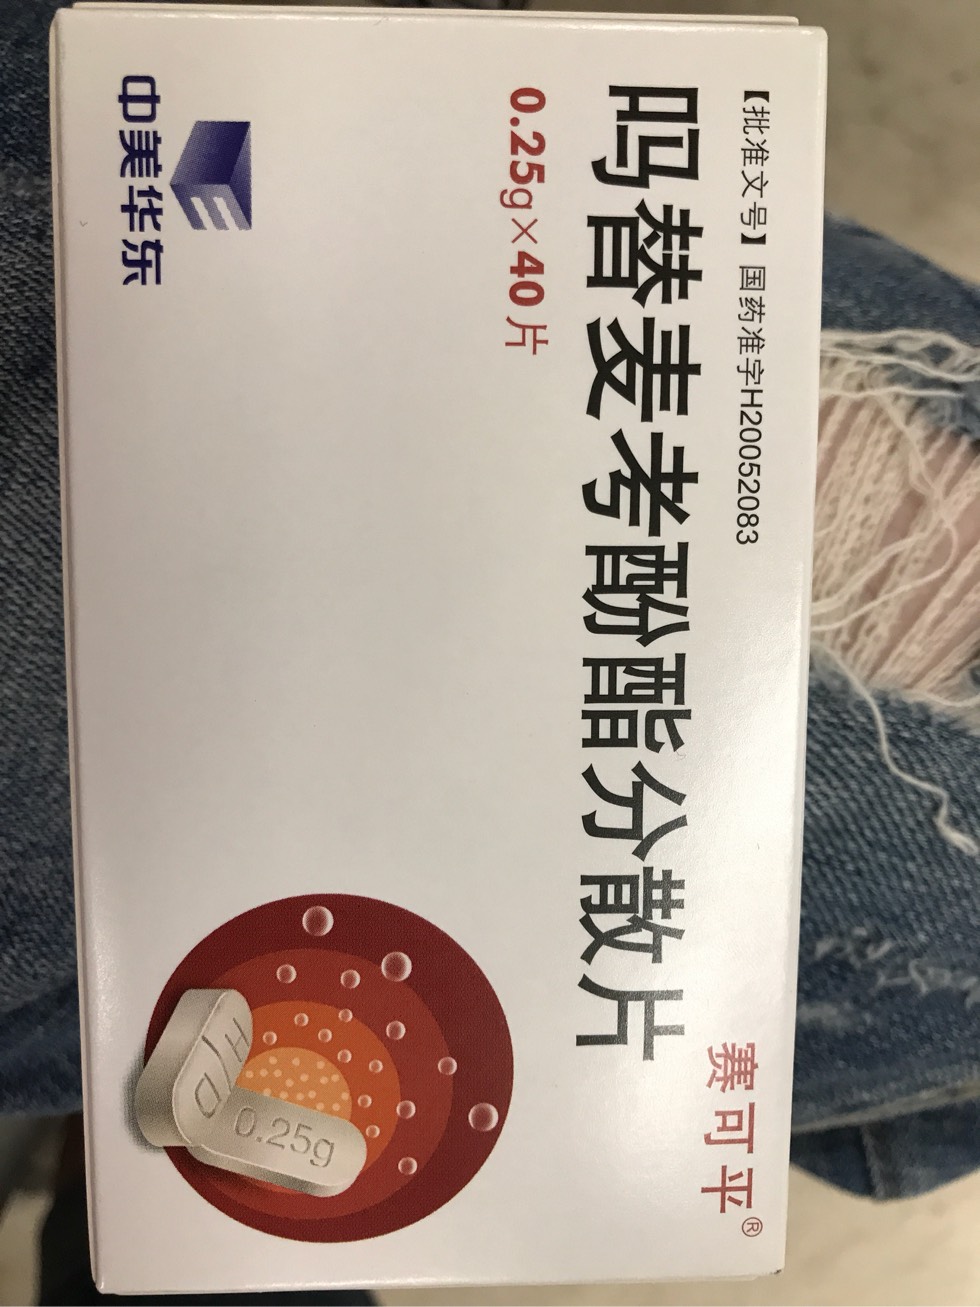 【批准文号】国药准字H20052083
赛可平®
吗替麦考酚酯分散片
0.25g×40片
中美华东
H D
0.25g